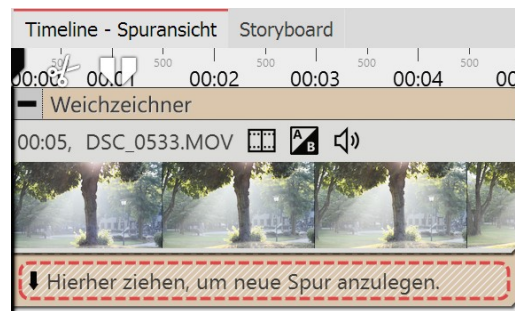 Timeline - Spuransicht Storyboard
500 500 500 500 500
00:00 00:01 00:02 00:03 00:04 00
Weichzeichner
00:05, DSC_0533.MOV A B
Hierher ziehen, um neue Spur anzulegen.